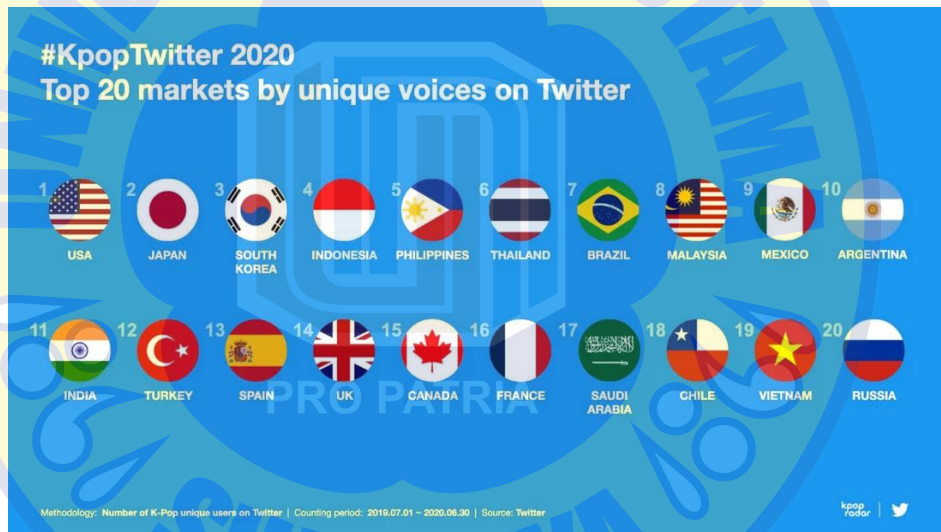 #KpopTwitter 2020
Top 20 markets by unique voices on Twitter
1 2 3 4 5 6 7 8 9 10
USA JAPAN SOUTH KOREA INDONESIA PHILIPPINES THAILAND BRAZIL MALAYSIA MEXICO ARGENTINA
11 12 13 14 15 16 17 18 19 20
INDIA TURKEY SPAIN UK CANADA FRANCE SAUDI ARABIA CHILE VIETNAM RUSSIA
PRO PATRIA
Methodology: Number of K-Pop unique users on Twitter | Counting period: 2019.07.01 – 2020.06.30 | Source: Twitter
kpop
radar